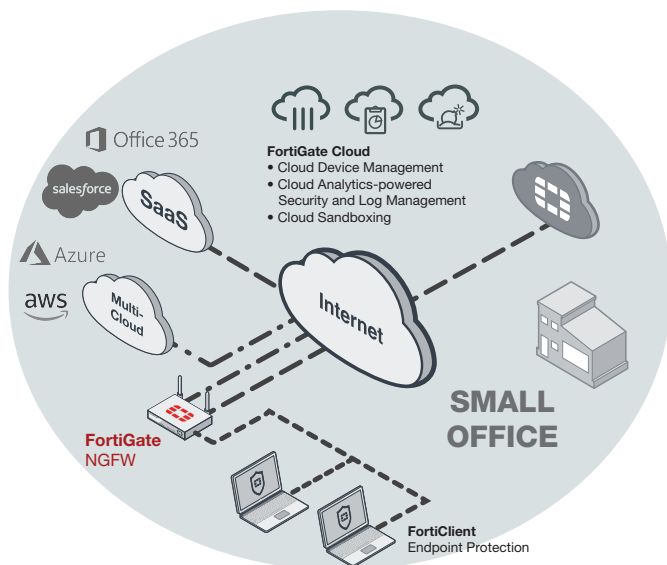 Office 365
salesforce
SaaS
Azure
aws
Multi-
Cloud
FortiGate Cloud
• Cloud Device Management
• Cloud Analytics-powered
Security and Log Management
• Cloud Sandboxing
Internet
SMALL
OFFICE
FortiGate
NGFW
FortiClient
Endpoint Protection